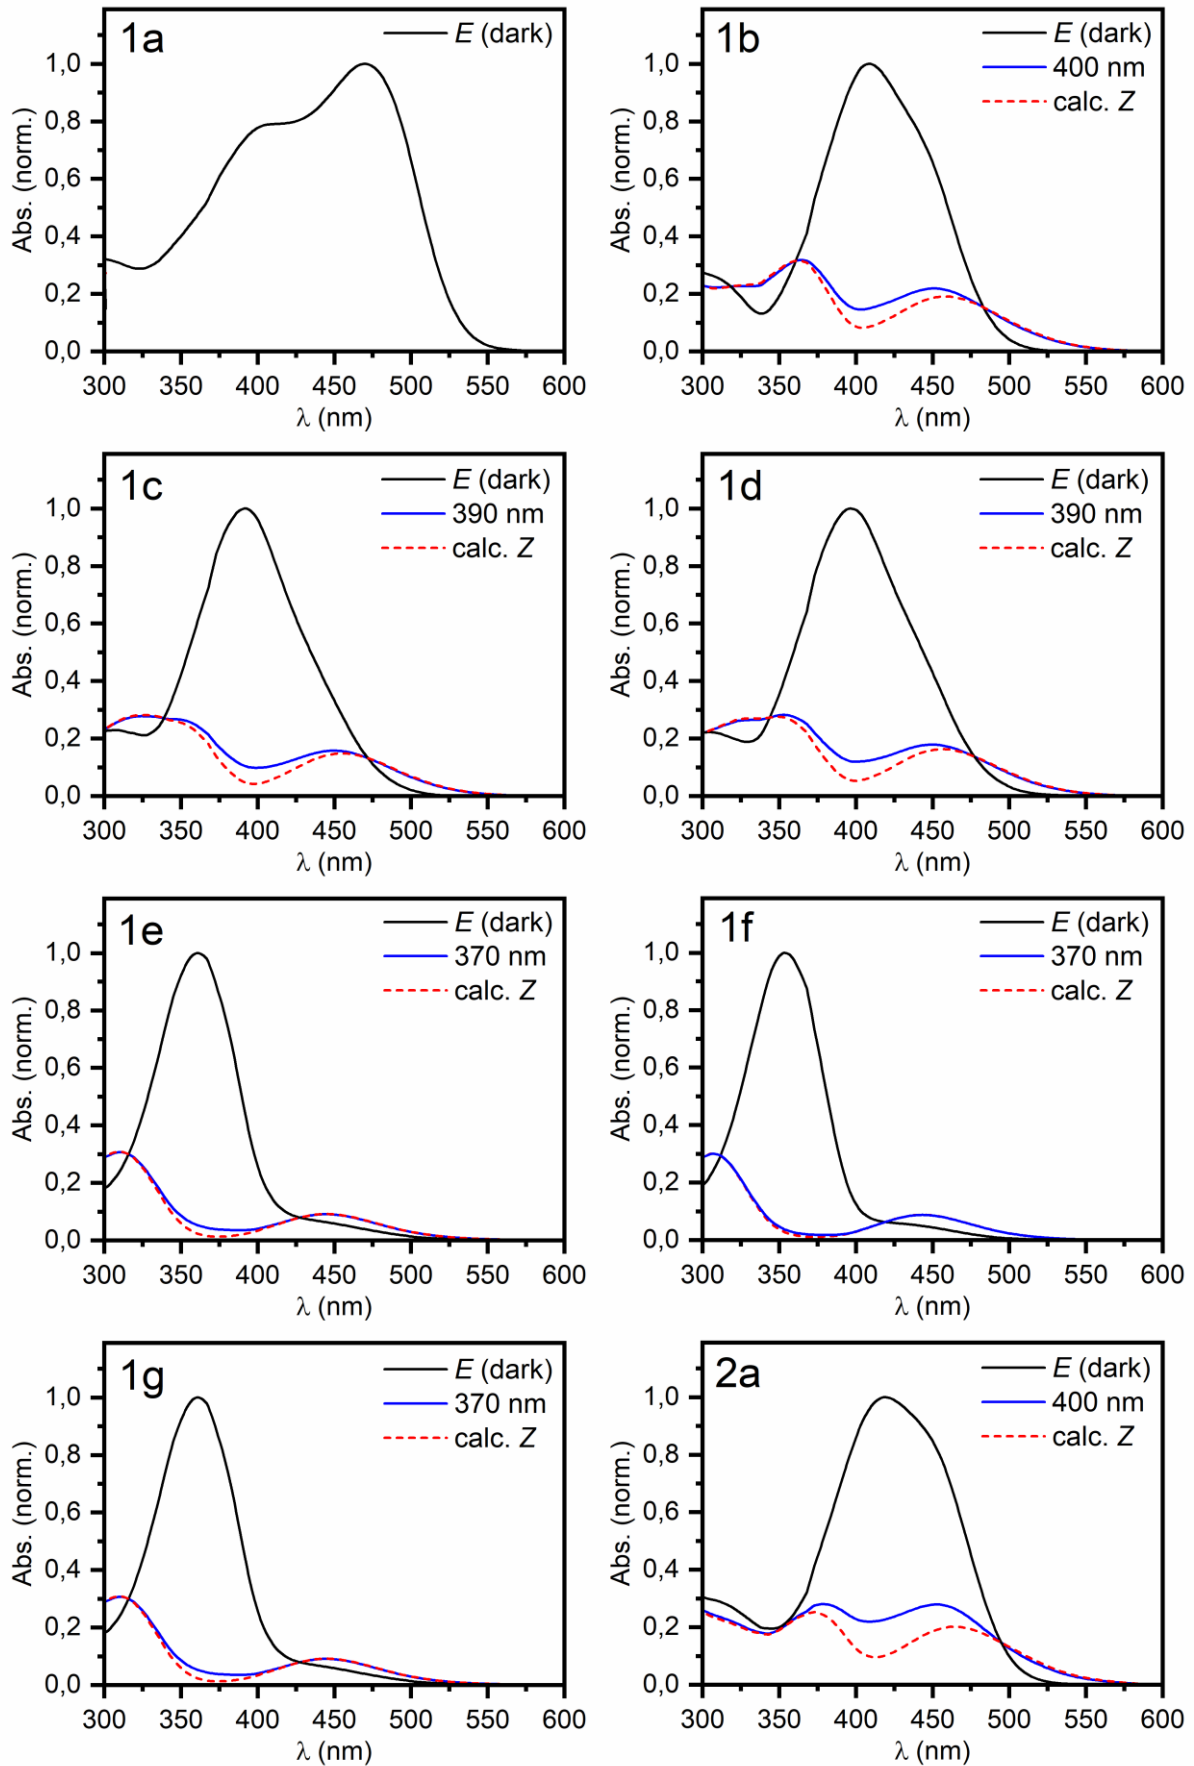 1a
E (dark)
1,0
0,8
0,6
0,4
0,2
0,0
Abs. (norm.)
300 350 400 450 500 550 600
λ (nm)
1b
E (dark)
400 nm
calc. Z
1,0
0,8
0,6
0,4
0,2
0,0
Abs. (norm.)
300 350 400 450 500 550 600
λ (nm)
1c
E (dark)
390 nm
calc. Z
1,0
0,8
0,6
0,4
0,2
0,0
Abs. (norm.)
300 350 400 450 500 550 600
λ (nm)
1d
E (dark)
390 nm
calc. Z
1,0
0,8
0,6
0,4
0,2
0,0
Abs. (norm.)
300 350 400 450 500 550 600
λ (nm)
1e
E (dark)
370 nm
calc. Z
1,0
0,8
0,6
0,4
0,2
0,0
Abs. (norm.)
300 350 400 450 500 550 600
λ (nm)
1f
E (dark)
370 nm
calc. Z
1,0
0,8
0,6
0,4
0,2
0,0
Abs. (norm.)
300 350 400 450 500 550 600
λ (nm)
1g
E (dark)
370 nm
calc. Z
1,0
0,8
0,6
0,4
0,2
0,0
Abs. (norm.)
300 350 400 450 500 550 600
λ (nm)
2a
E (dark)
400 nm
calc. Z
1,0
0,8
0,6
0,4
0,2
0,0
Abs. (norm.)
300 350 400 450 500 550 600
λ (nm)